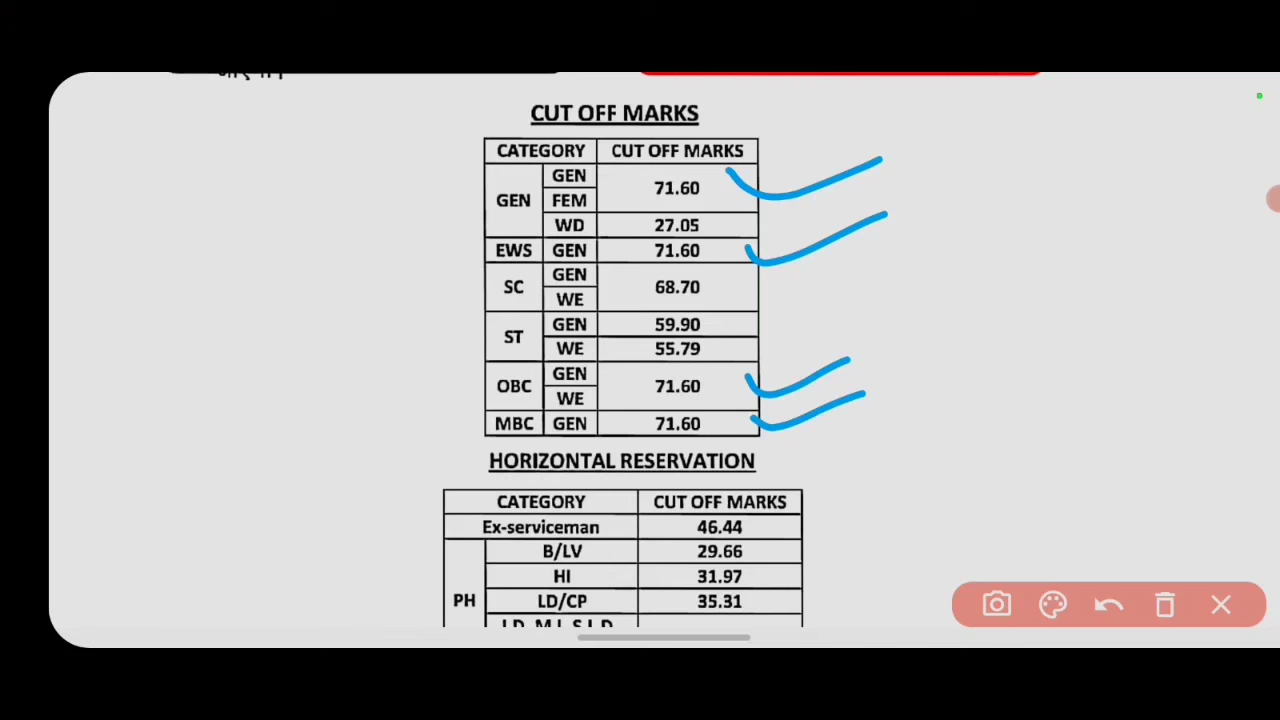 CUT OFF MARKS
CATEGORY CUT OFF MARKS
GEN GEN 71.60
FEM
WD 27.05
EWS GEN 71.60
SC GEN 68.70
WE
ST GEN 59.90
WE 55.79
OBC GEN 71.60
WE
MBC GEN 71.60
HORIZONTAL RESERVATION
CATEGORY CUT OFF MARKS
Ex-serviceman 46.44
PH B/LV 29.66
HI 31.97
LD/CP 35.31